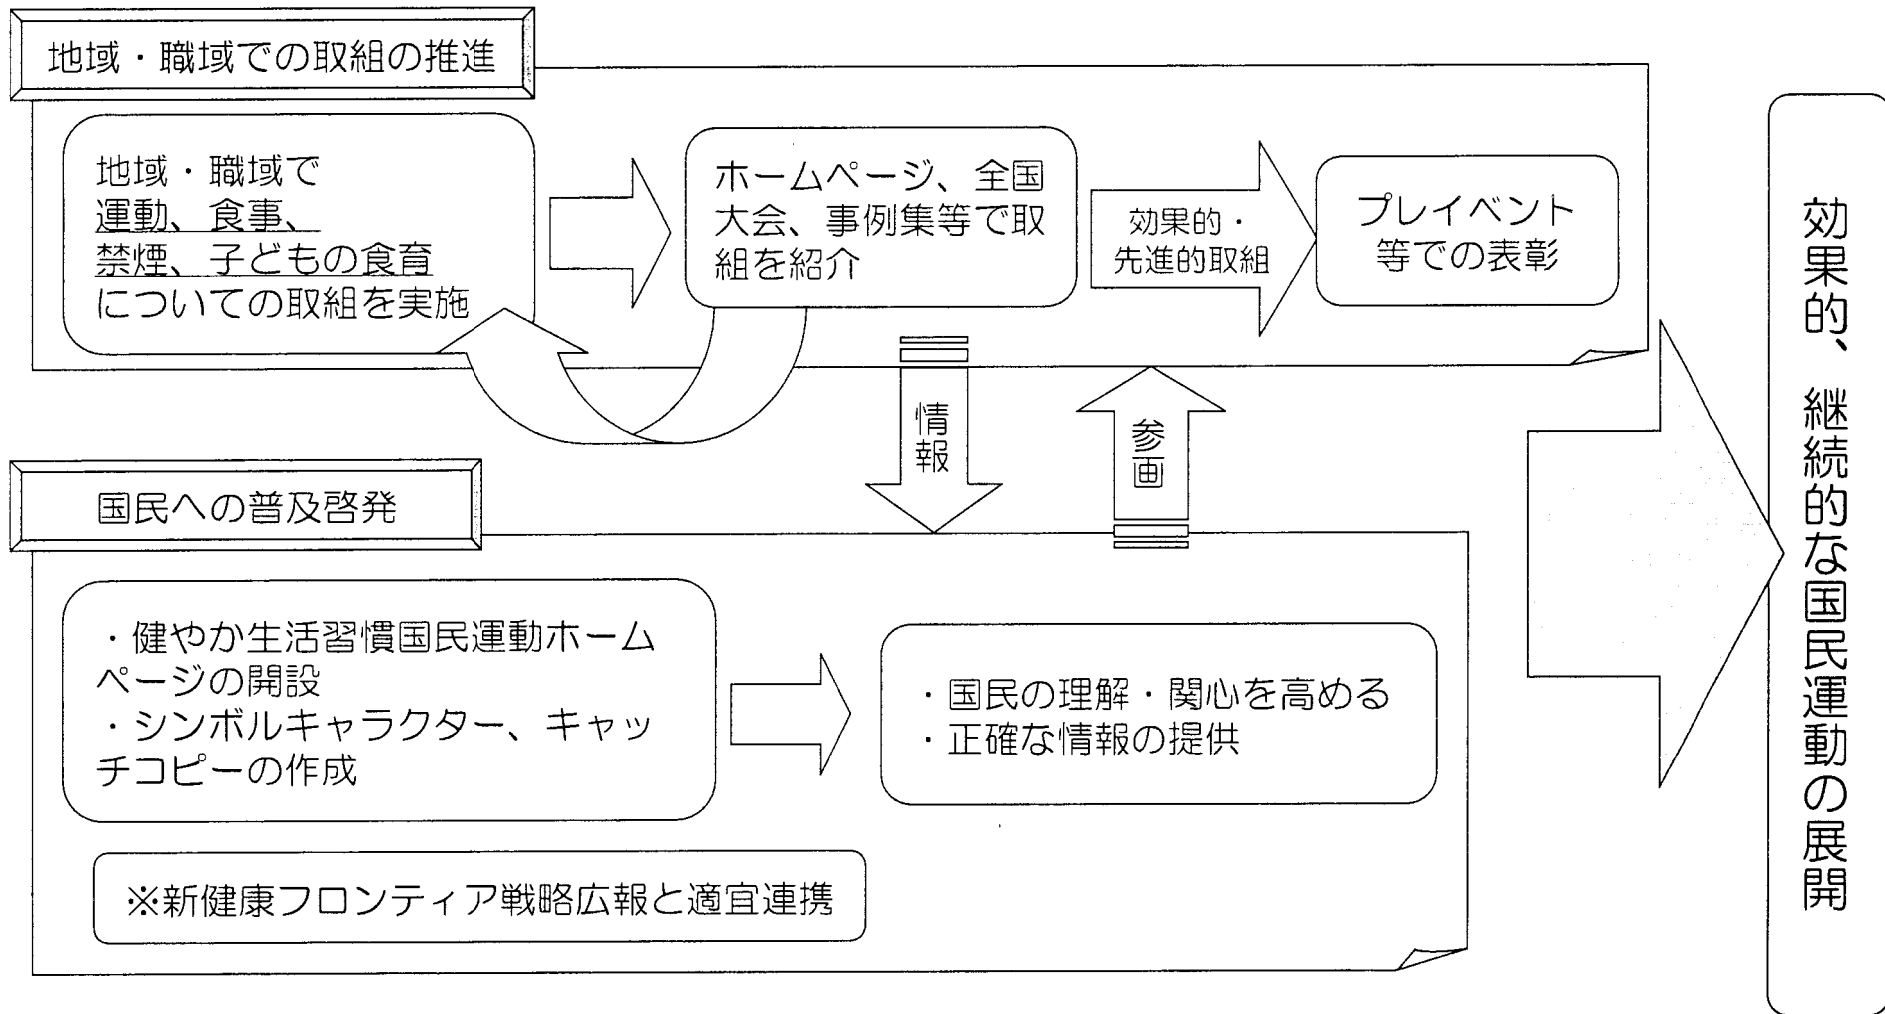 地域・職域での取組の推進
地域・職域で
運動、食事、
禁煙、子どもの食育
についての取組を実施
ホームページ、全国
大会、事例集等で取
組を紹介
効果的・
先進的取組
プレイベント
等での表彰
情報
参画
国民への普及啓発
・健やか生活習慣国民運動ホーム
ページの開設
・シンボルキャラクター、キャッ
チコピーの作成
・国民の理解・関心を高める
・正確な情報の提供
※新健康フロンティア戦略広報と適宜連携
効果的、継続的な国民運動の展開